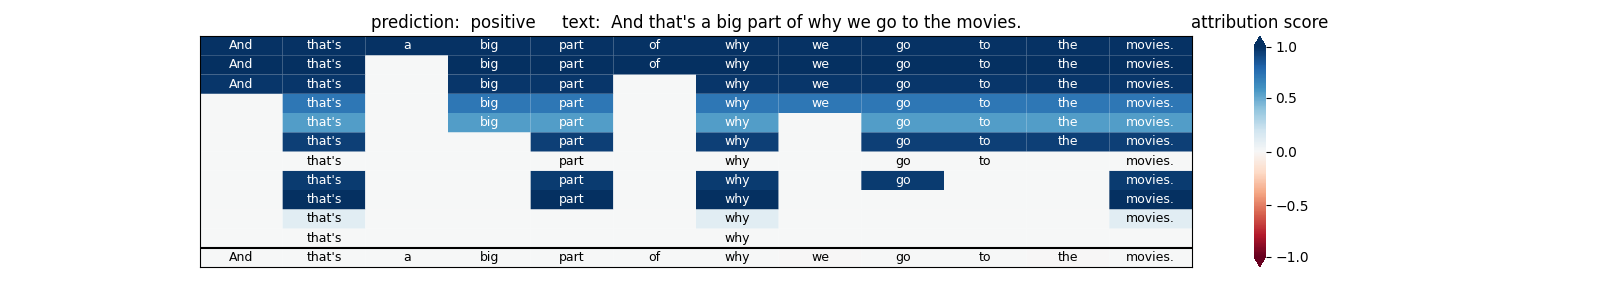 prediction:  positive     text:  And that's a big part of why we go to the movies.     attribution score
And that's a big part of why we go to the movies. 1.0
And that's big part of why we go to the movies.
And that's big part why we go to the movies.
that's big part why we go to the movies. 0.5
that's big part why go to the movies.
that's part why go to the movies.
that's part why go to movies. 0.0
that's part why go movies.
that's part why movies.
that's why movies. −0.5
that's why
And that's a big part of why we go to the movies. −1.0